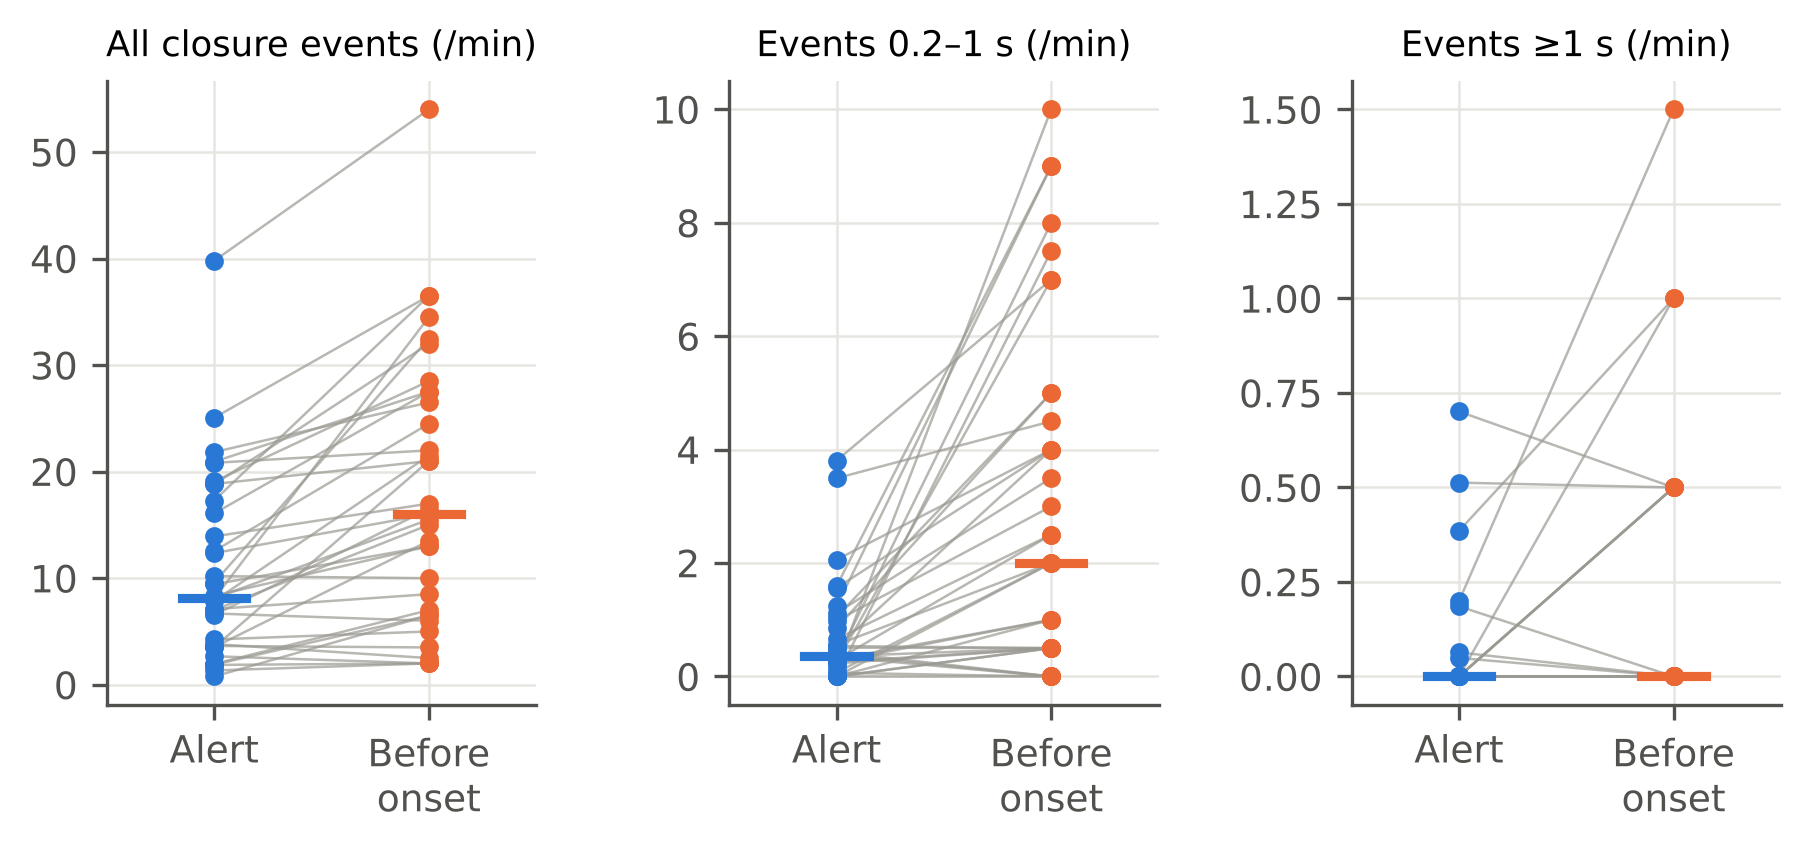 All closure events (/min)
50
40
30
20
10
0
Alert
Before
onset
Events 0.2–1 s (/min)
10
8
6
4
2
0
Alert
Before
onset
Events ≥1 s (/min)
1.50
1.25
1.00
0.75
0.50
0.25
0.00
Alert
Before
onset